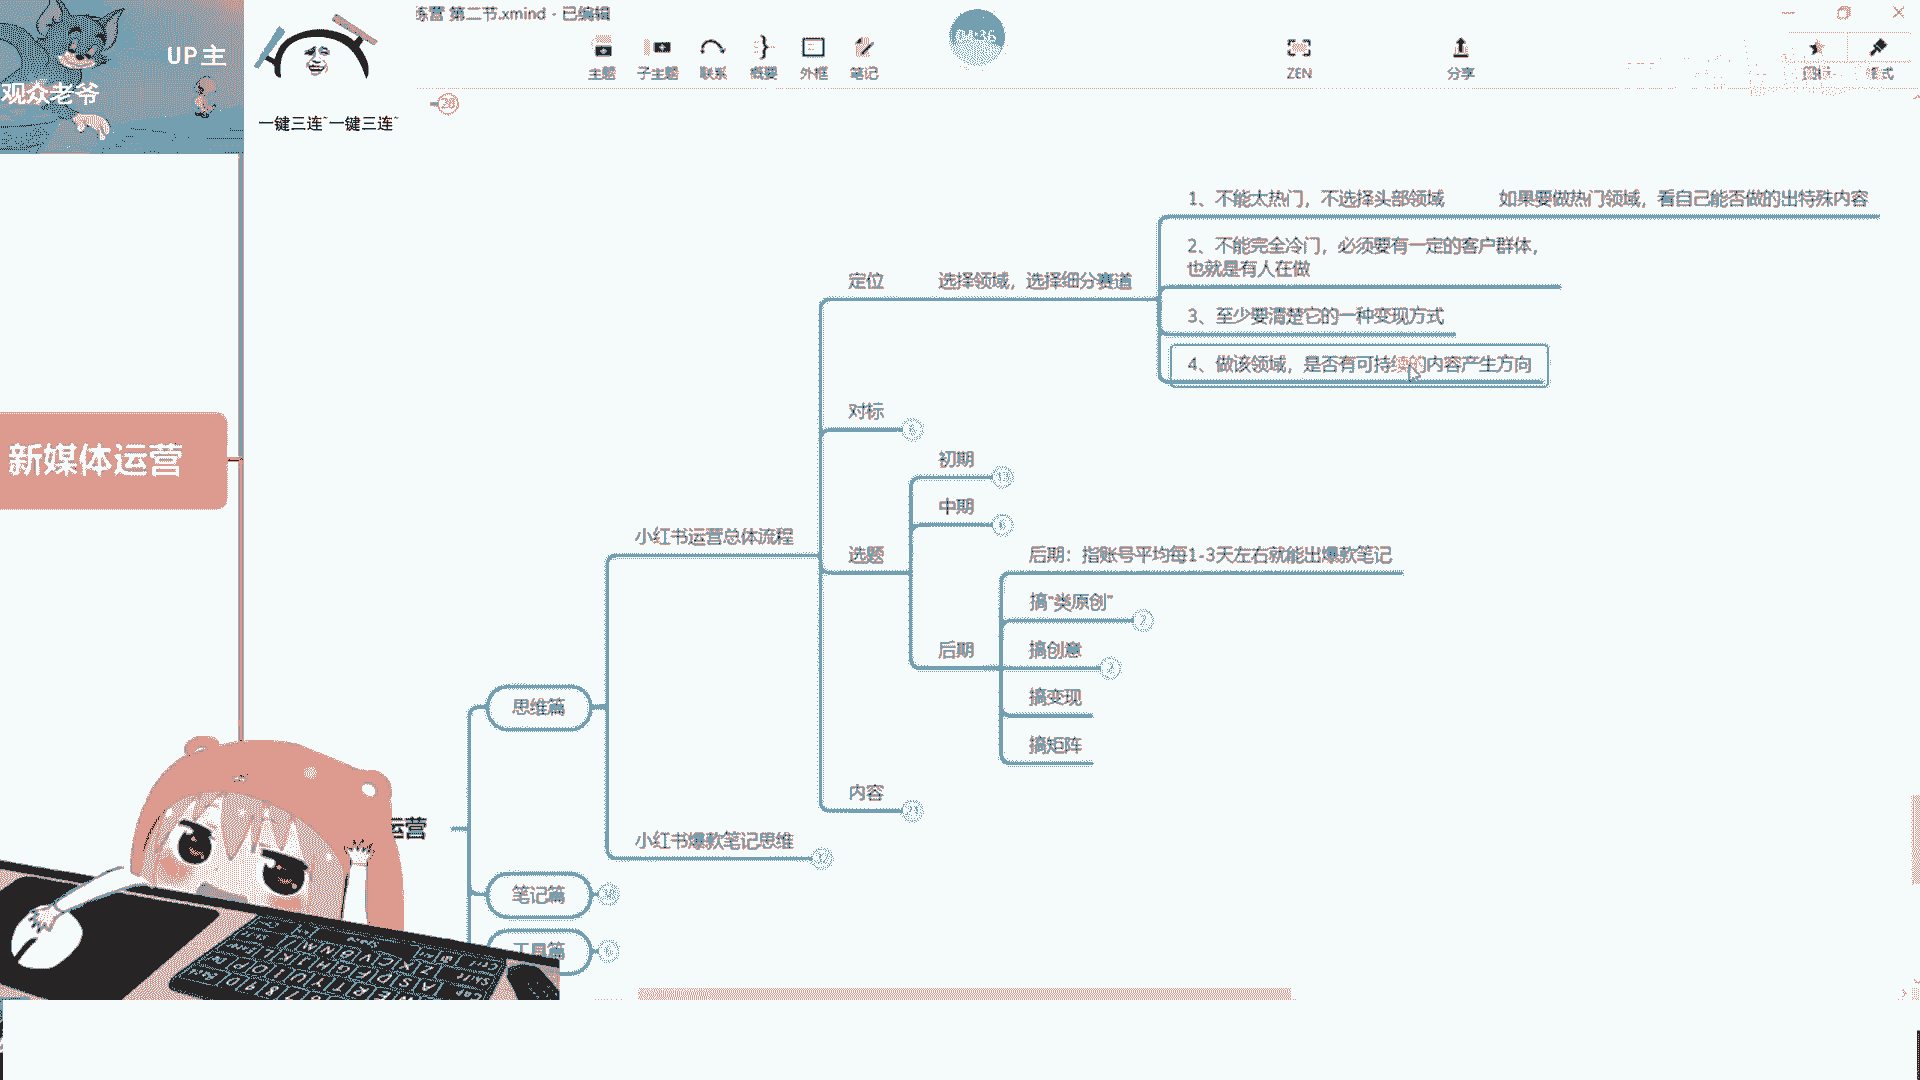 UP主
观众老爷
一键三连~一键三连~
练营 第二节.xmind - 已编辑
主题
子主题
联系
概要
外框
笔记
04:36
ZEN
分享
28
新媒体运营
运营
思维篇
小红书运营总体流程
定位
选择领域，选择细分赛道
1、不能太热门，不选择头部领域
如果要做热门领域，看自己能否做的出特殊内容
2、不能完全冷门，必须要有一定的客户群体，
也就是有人在做
3、至少要清楚它的一种变现方式
4、做该领域，是否有可持续的内容产生方向
对标
选题
初期
13
中期
6
后期
后期：指账号平均每1-3天左右就能出爆款笔记
搞“类原创”
2
搞创意
2
搞变现
搞矩阵
内容
21
小红书爆款笔记思维
37
笔记篇
工具篇
6